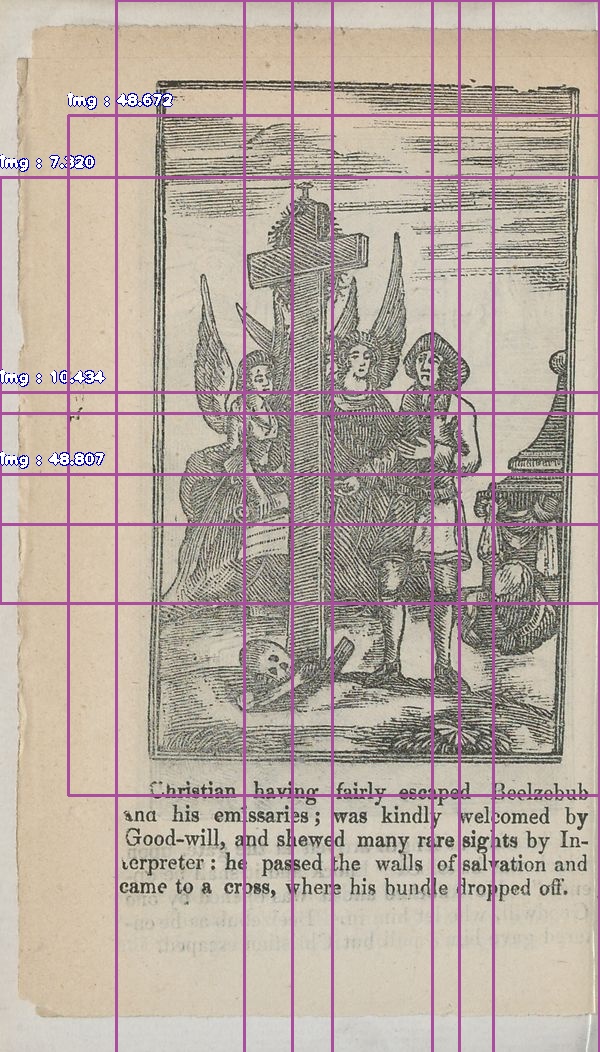 Img : 48.672
Img : 7.320
Img : 10.434
Img : 48.807
Christian having fairly escaped Beelzebub
and his emissaries; was kindly welcomed by
Good-will, and shewed many rare sights by In-
terpreter: he passed the walls of salvation and
came to a cross, where his bundle dropped off.